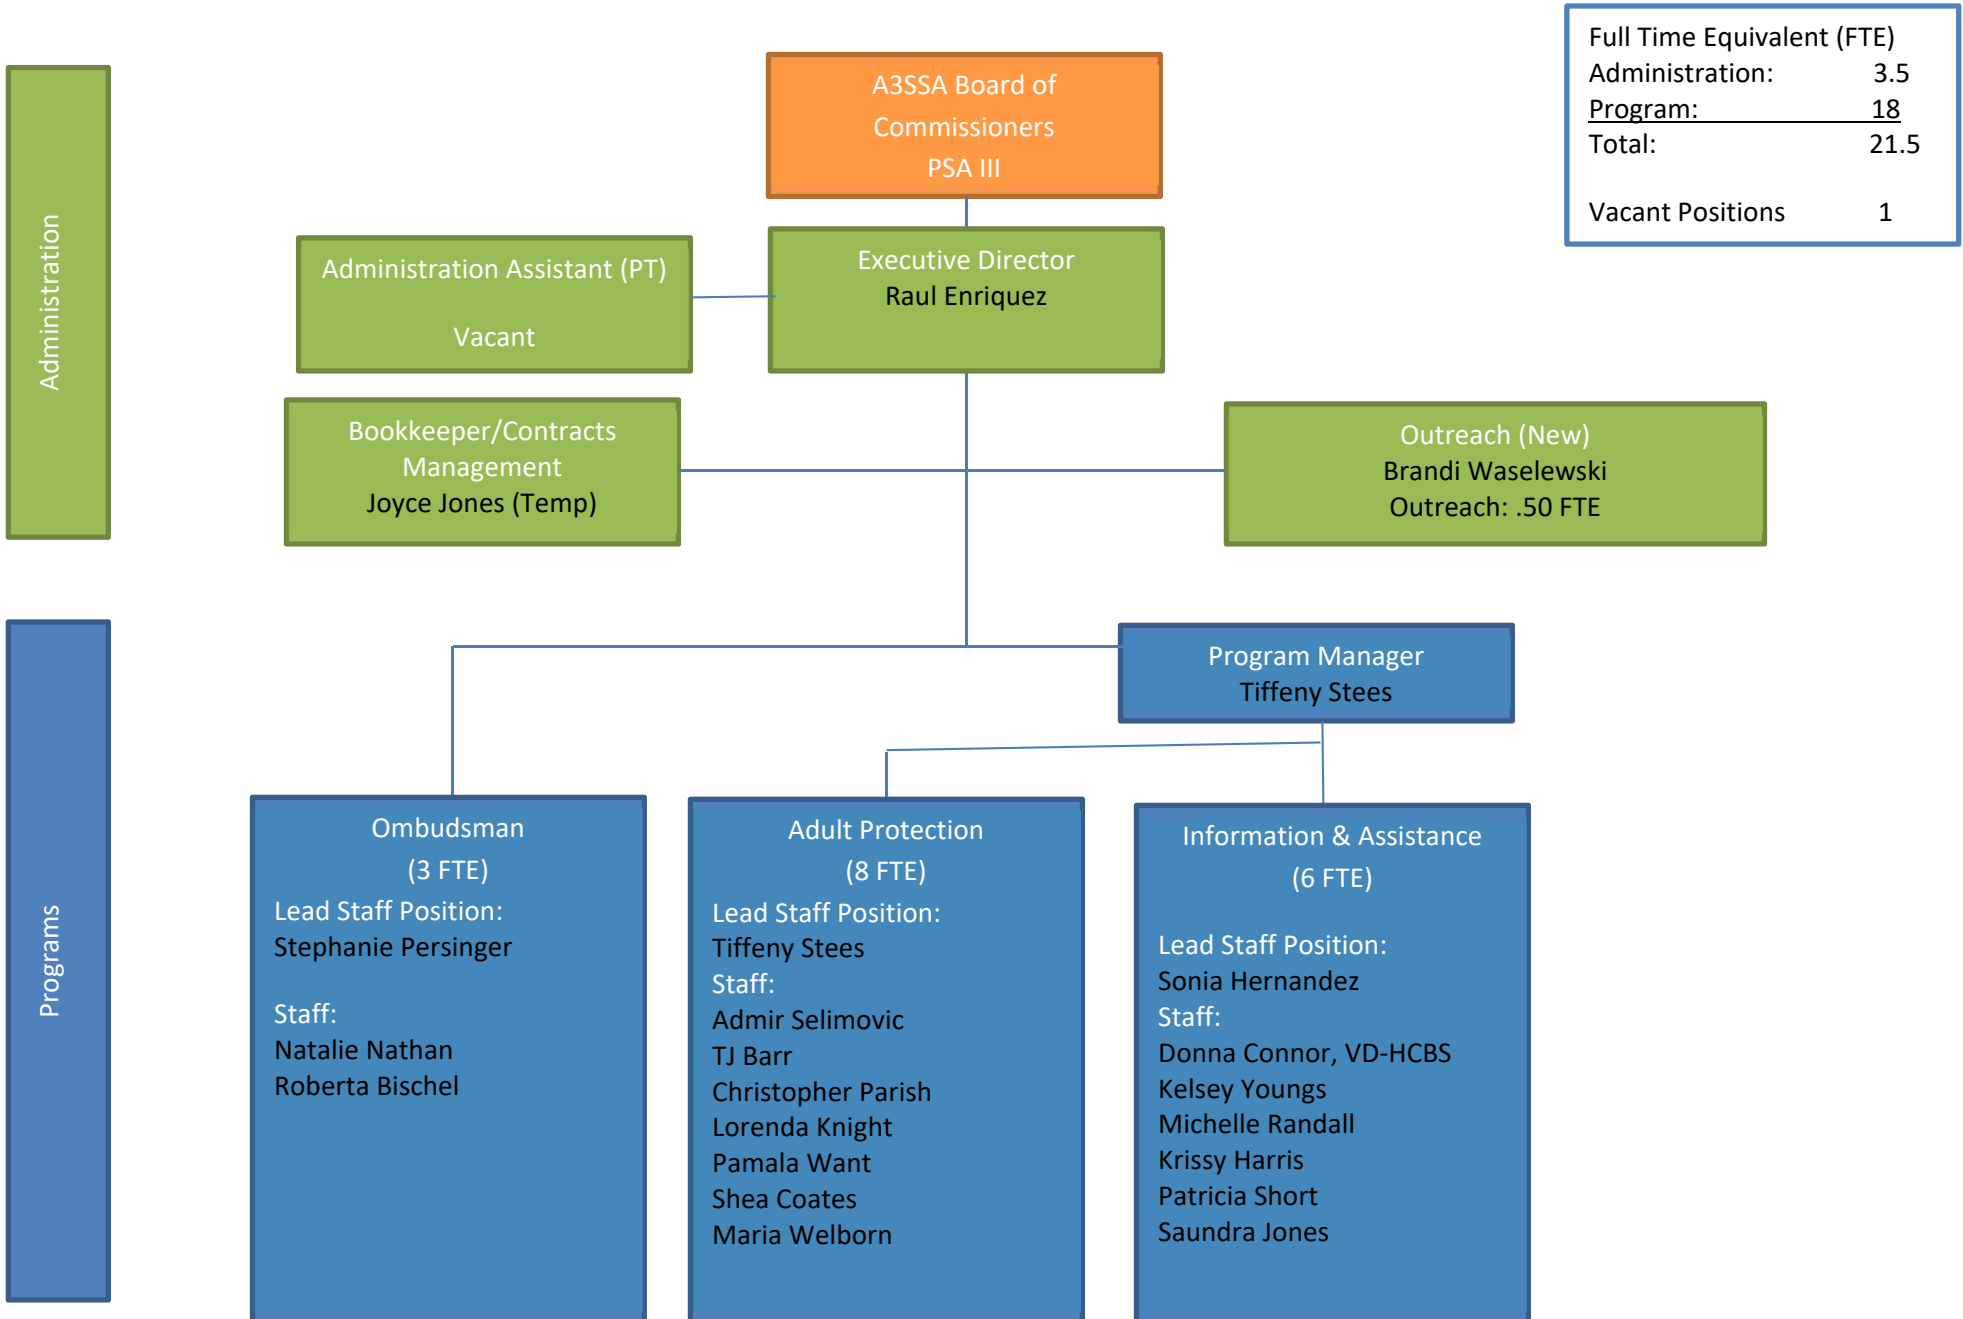 Full Time Equivalent (FTE)
Administration: 3.5
Program: 18
Total: 21.5
Vacant Positions 1
A3SSA Board of
Commissioners
PSA III
Administration
Administration Assistant (PT)
Vacant
Executive Director
Raul Enriquez
Bookkeeper/Contracts
Management
Joyce Jones (Temp)
Outreach (New)
Brandi Waselewski
Outreach: .50 FTE
Programs
Program Manager
Tiffeny Stees
Ombudsman
(3 FTE)
Lead Staff Position:
Stephanie Persinger
Staff:
Natalie Nathan
Roberta Bischel
Adult Protection
(8 FTE)
Lead Staff Position:
Tiffeny Stees
Staff:
Admir Selimovic
TJ Barr
Christopher Parish
Lorenda Knight
Pamala Want
Shea Coates
Maria Welborn
Information & Assistance
(6 FTE)
Lead Staff Position:
Sonia Hernandez
Staff:
Donna Connor, VD-HCBS
Kelsey Youngs
Michelle Randall
Krissy Harris
Patricia Short
Saundra Jones